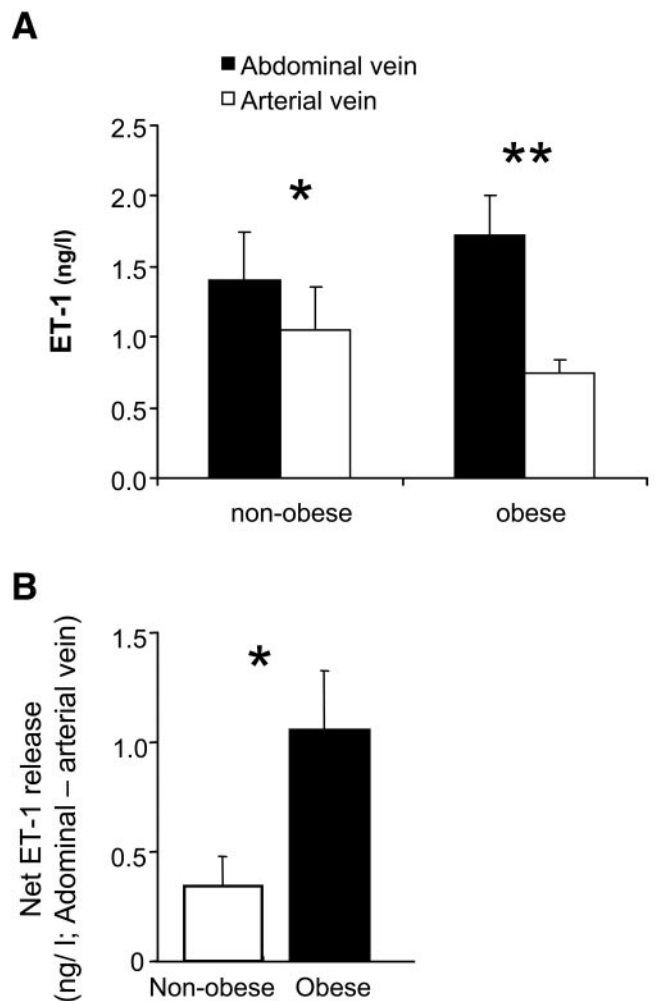 A
Abdominal vein
Arterial vein
2.5
2.0
1.5
1.0
0.5
0.0
ET-1 (ng/l)
*
**
non-obese
obese
B
Net ET-1 release
(ng/ l; Adominal – arterial vein)
1.5
1.0
0.5
0
*
Non-obese
Obese